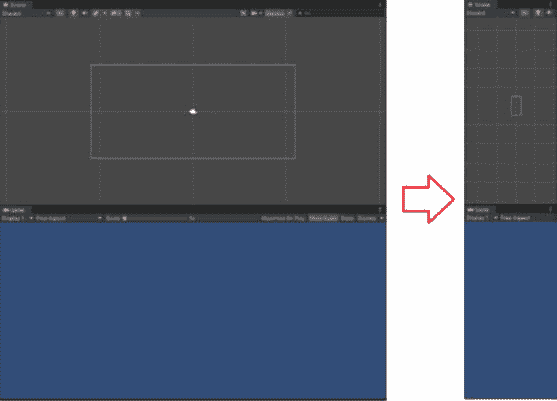 Scene
Shaded
Game
Display 1
Free Aspect
Scale
1x
Maximize On Play
Mute Audio
Stats
Gizmos
Scene
Shaded
Game
Display 1
Free Aspect